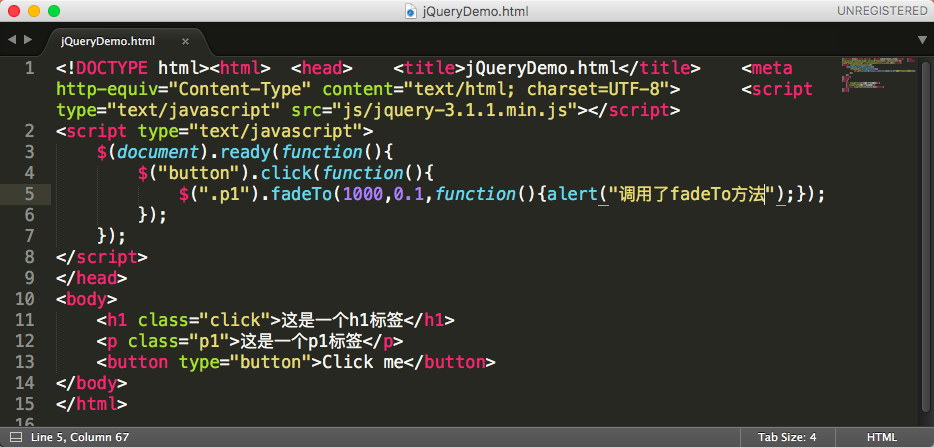 jQueryDemo.html
UNREGISTERED
jQueryDemo.html ×
1 <!DOCTYPE html><html>  <head>    <title>jQueryDemo.html</title>    <meta
http-equiv="Content-Type" content="text/html; charset=UTF-8">      <script
type="text/javascript" src="js/jquery-3.1.1.min.js"></script>
2 <script type="text/javascript">
3     $(document).ready(function(){
4         $("button").click(function(){
5             $(".p1").fadeTo(1000,0.1,function(){alert("调用了fadeTo方法");});
6         });
7     });
8 </script>
9 </head>
10 <body>
11     <h1 class="click">这是一个h1标签</h1>
12     <p class="p1">这是一个p1标签</p>
13     <button type="button">Click me</button>
14 </body>
15 </html>
16
Line 5, Column 67
Tab Size: 4
HTML